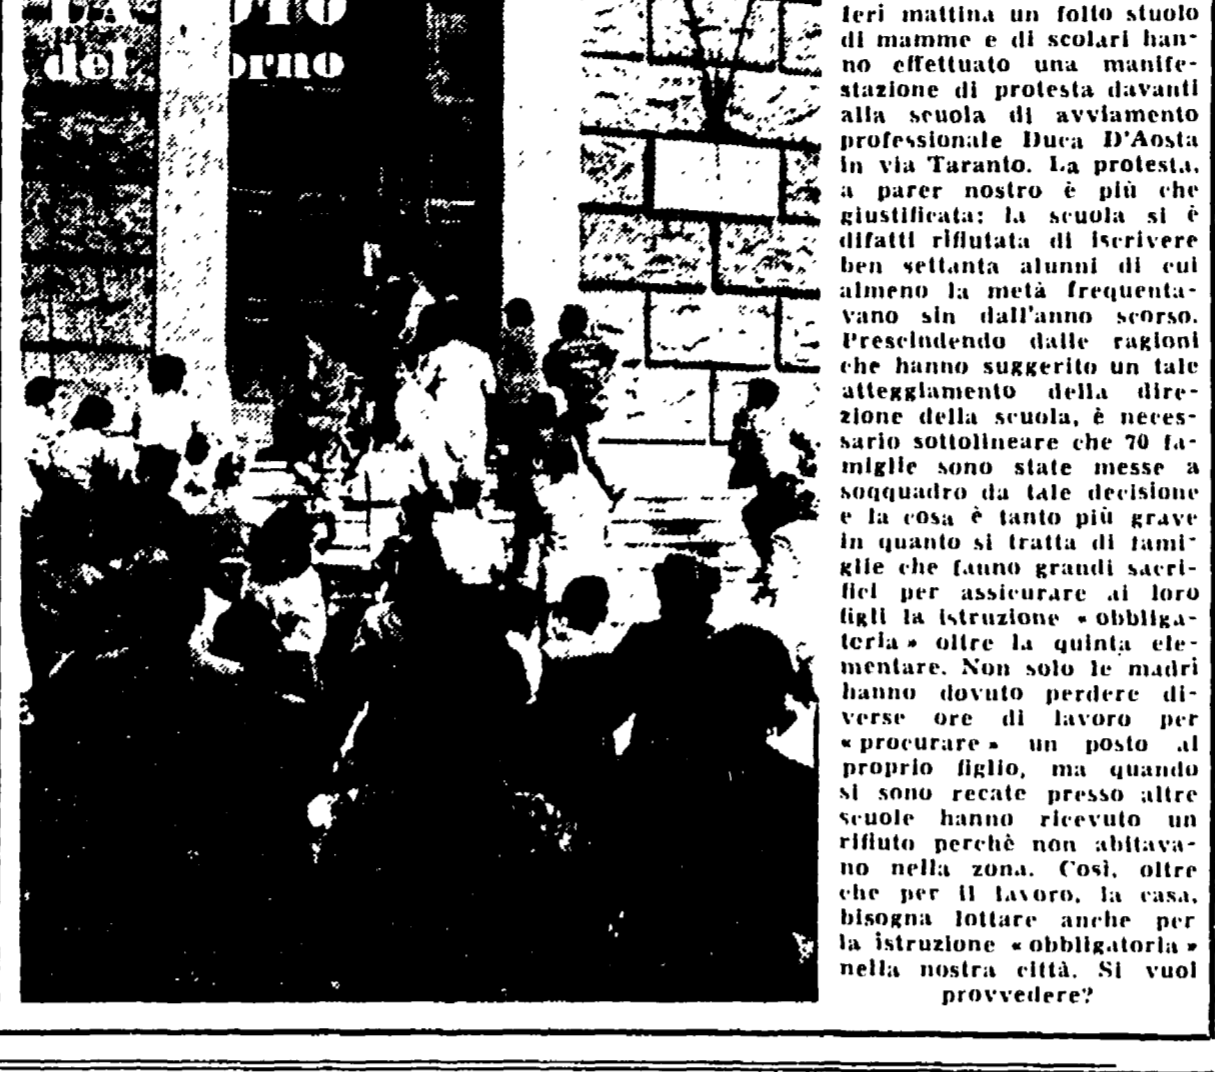 LA FOTO
del giorno
Ieri mattina un folto stuolo
di mamme e di scolari han-
no effettuato una manife-
stazione di protesta davanti
alla scuola di avviamento
professionale Duca D'Aosta
in via Taranto. La protesta,
a parer nostro è più che
giustificata: la scuola si è
difatti rifiutata di iscrivere
ben settanta alunni di cui
almeno la metà frequenta-
vano sin dall'anno scorso.
Prescindendo dalle ragioni
che hanno suggerito un tale
atteggiamento della dire-
zione della scuola, è neces-
sario sottolineare che 70 fa-
miglie sono state messe a
soqquadro da tale decisione
e la cosa è tanto più grave
in quanto si tratta di fami-
glie che fanno grandi sacri-
fici per assicurare ai loro
figli la istruzione « obbliga-
toria » oltre la quinta ele-
mentare. Non solo le madri
hanno dovuto perdere di-
verse ore di lavoro per
« procurare » un posto al
proprio figlio, ma quando
si sono recate presso altre
scuole hanno ricevuto un
rifiuto perchè non abitava-
no nella zona. Così, oltre
che per il lavoro, la casa,
bisogna lottare anche per
la istruzione « obbligatoria »
nella nostra città. Si vuol
provvedere?